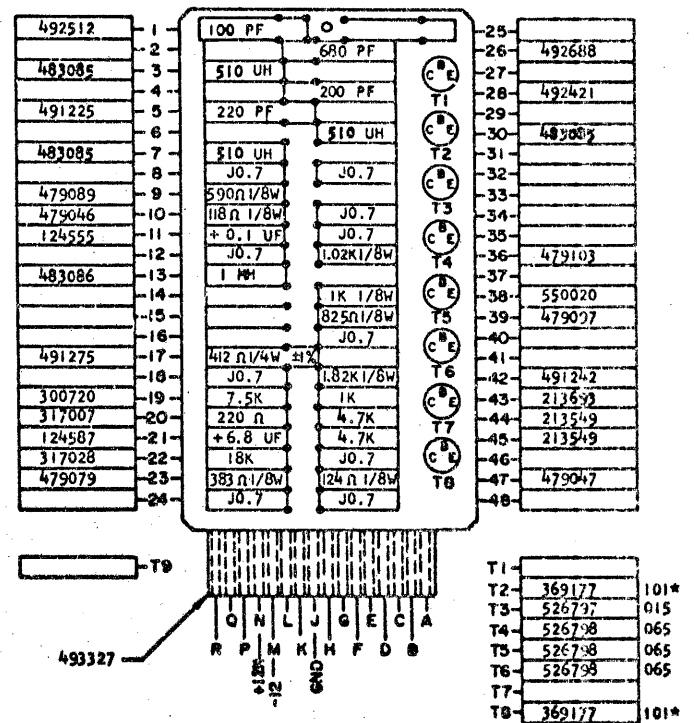 492512 1 100 PF 25
2 680 PF 26 492688
483085 3 510 UH 27
4 200 PF 28 492421
491225 5 220 PF 29
6 510 UH 30 483085
483085 7 510 UH 31
8 J0.7 J0.7 32
479089 9 590Ω 1/8W 33
479046 10 118Ω 1/8W J0.7 34
124555 11 + 0.1 UF J0.7 35
12 J0.7 1.02K 1/8W 36 479103
483086 13 1 MH 37
14 1K 1/8W 38 550020
15 825Ω 1/8W 39 479097
16 J0.7 40
491275 17 412 Ω 1/4W ±1% 41
18 J0.7 1.82K 1/8W 42 491242
300720 19 7.5K 1K 43 213693
317007 20 220 Ω 4.7K 44 213549
124587 21 +6.8 UF 4.7K 45 213549
317028 22 18K J0.7 46
479079 23 383Ω 1/8W 124Ω 1/8W 47 479047
24 J0.7 J0.7 48
C B E
T1
C B E
T2
C B E
T3
C B E
T4
C B E
T5
C B E
T6
C B E
T7
C B E
T8
T9
493327
R Q P N M L K J H G F E D C B A
-12
GND
T1
T2 369177 101*
T3 526797 015
T4 526798 065
T5 526798 065
T6 526798 065
T7
T8 369177 101*